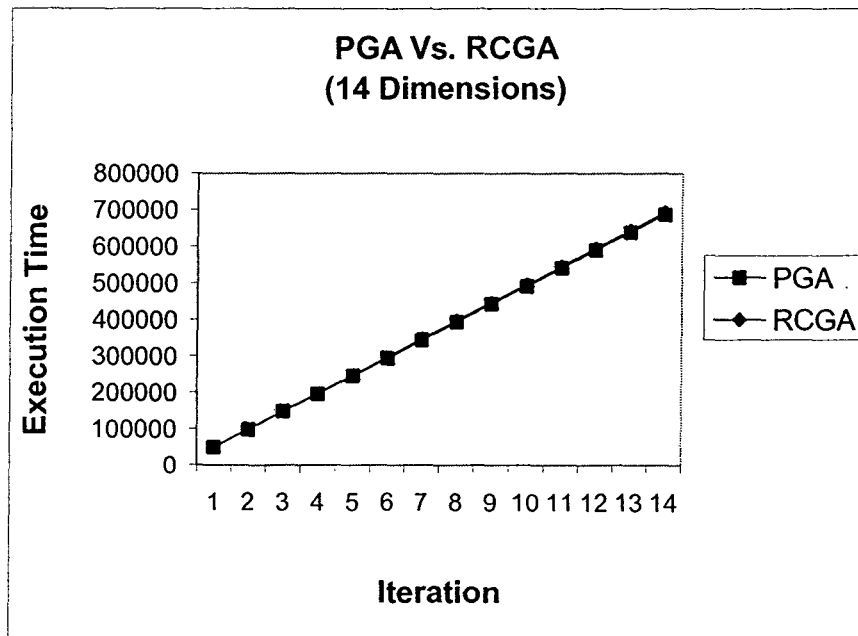 PGA Vs. RCGA
(14 Dimensions)
Execution Time
800000
700000
600000
500000
400000
300000
200000
100000
0
1 2 3 4 5 6 7 8 9 10 11 12 13 14
Iteration
PGA
RCGA